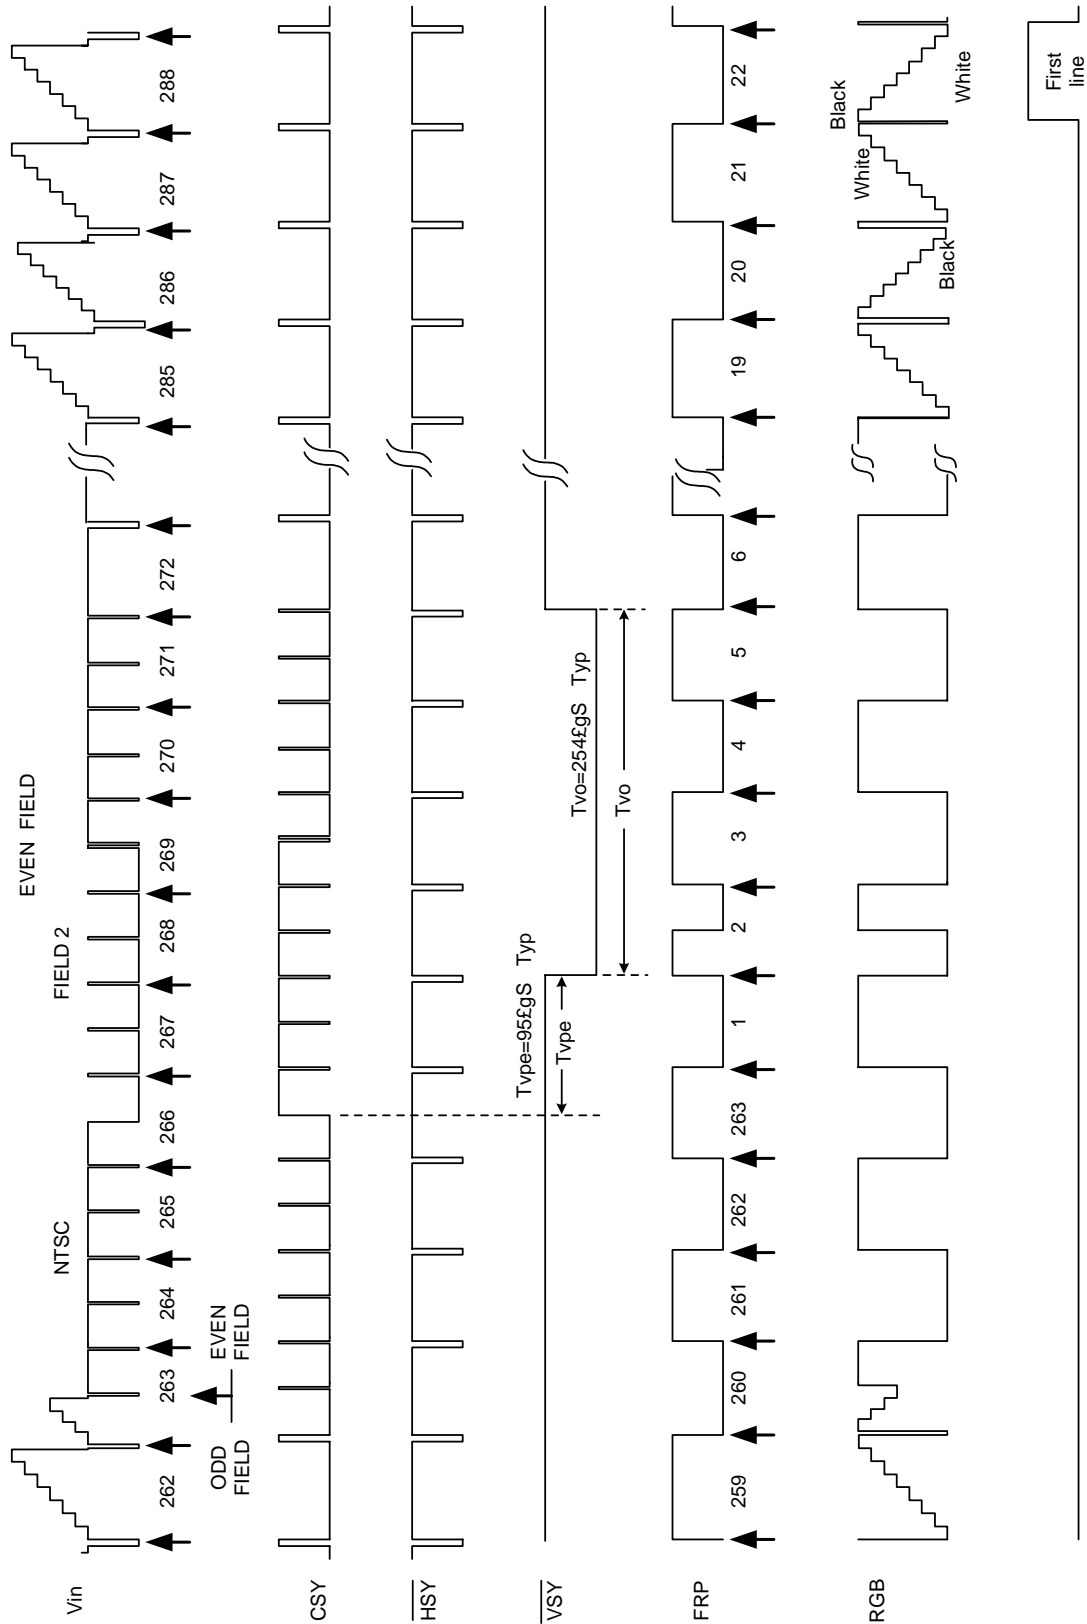 EVEN FIELD
NTSC
FIELD 2
Vin
262
263
264
265
266
267
268
269
270
271
272
285
286
287
288
ODD
FIELD
EVEN
FIELD
CSY
HSY
VSY
Tvpe=95£gS Typ
Tvpe
Tvo=254£gS Typ
Tvo
FRP
259
260
261
262
263
1
2
3
4
5
6
19
20
21
22
RGB
Black
White
Black
White
First
line